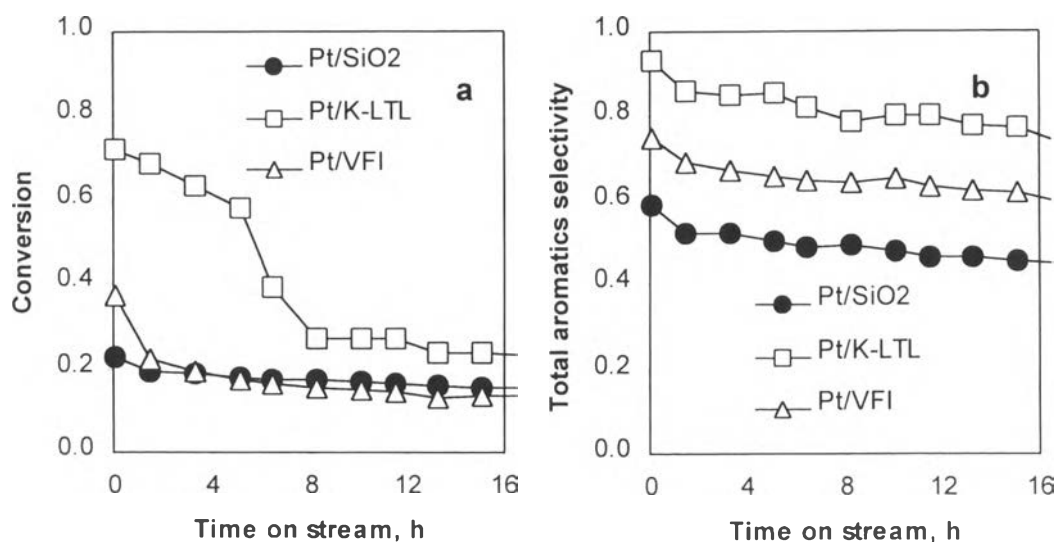 1.0
0.8
0.6
0.4
0.2
0.0
Conversion
Pt/SiO2
Pt/K-LTL
Pt/VFI
a
0 4 8 12 16
Time on stream, h
1.0
0.8
0.6
0.4
0.2
0.0
Total aromatics selectivity
b
Pt/SiO2
Pt/K-LTL
Pt/VFI
0 4 8 12 16
Time on stream, h